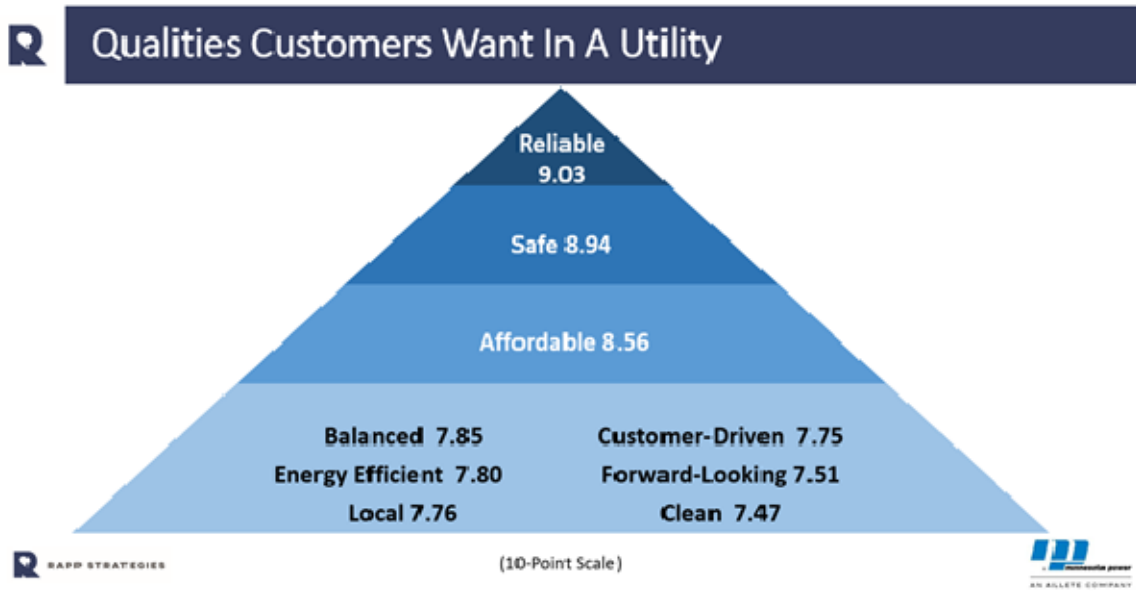 R
Qualities Customers Want In A Utility
Reliable
9.03
Safe 8.94
Affordable 8.56
Balanced 7.85
Energy Efficient 7.80
Local 7.76
Customer-Driven 7.75
Forward-Looking 7.51
Clean 7.47
R RAPP STRATEGIES
(10-Point Scale)
minnesota power
AN ALLETE COMPANY